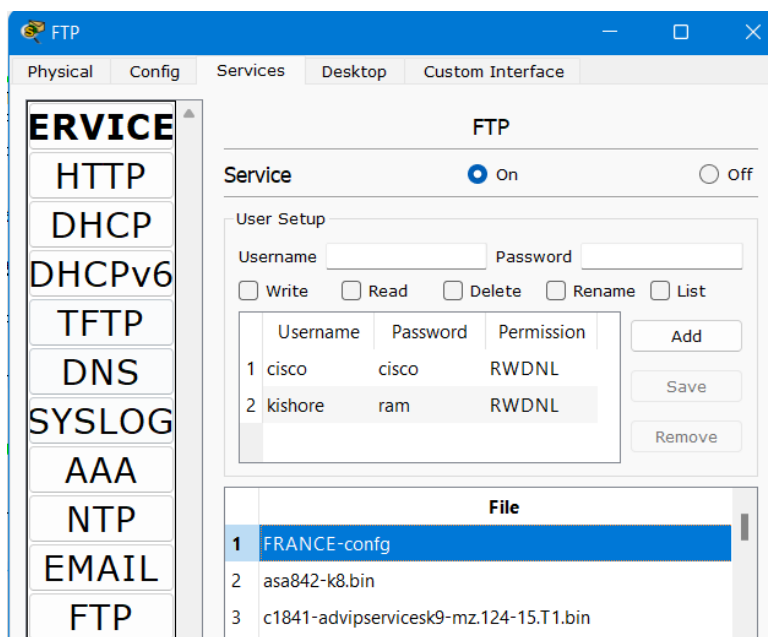 FTP
Physical Config Services Desktop Custom Interface
ERVICE
HTTP
DHCP
DHCPv6
TFTP
DNS
SYSLOG
AAA
NTP
EMAIL
FTP
FTP
Service On Off
User Setup
Username Password
Write Read Delete Rename List
Username Password Permission
1 cisco cisco RWDNL
2 kishore ram RWDNL
Add
Save
Remove
File
1 FRANCE-confg
2 asa842-k8.bin
3 c1841-advipservicesk9-mz.124-15.T1.bin